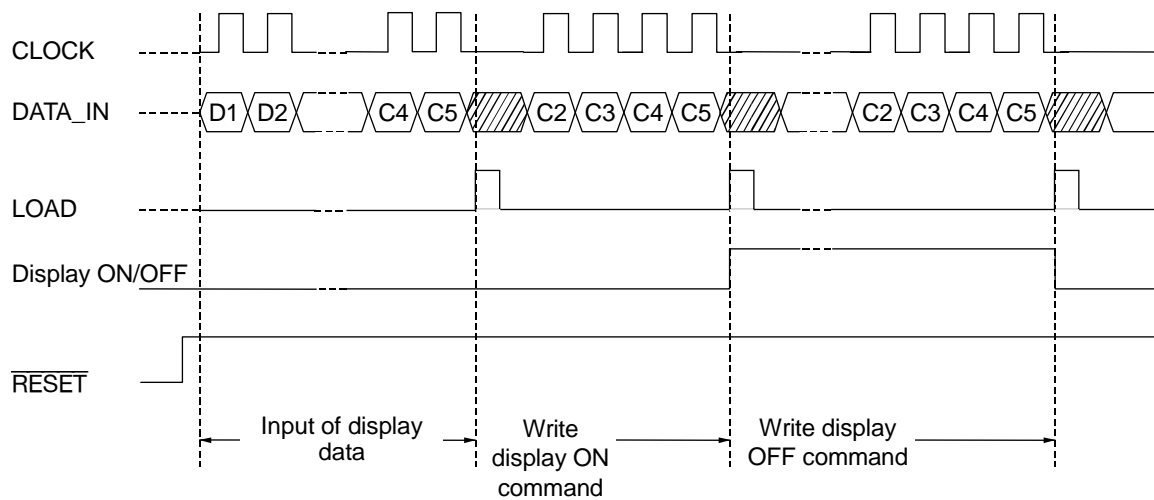 CLOCK
DATA_IN D1 D2 C4 C5 C2 C3 C4 C5 C2 C3 C4 C5
LOAD
Display ON/OFF
RESET
Input of display
data
Write
display ON
command
Write display
OFF command